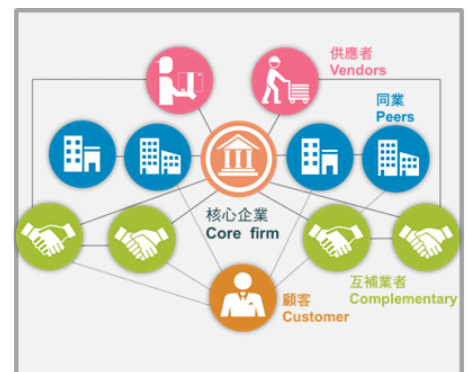 供應者
Vendors
同業
Peers
核心企業
Core firm
互補業者
Complementary
顧客
Customer